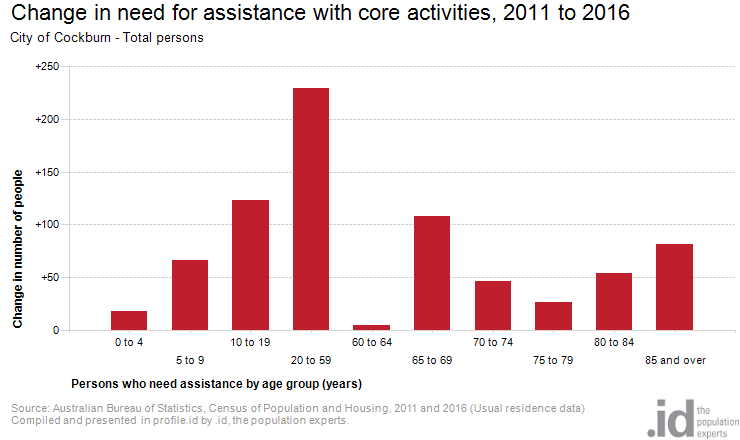 Change in need for assistance with core activities, 2011 to 2016
City of Cockburn - Total persons
Change in number of people
+250
+200
+150
+100
+50
0
0 to 4
5 to 9
10 to 19
20 to 59
60 to 64
65 to 69
70 to 74
75 to 79
80 to 84
85 and over
Persons who need assistance by age group (years)
Source: Australian Bureau of Statistics, Census of Population and Housing, 2011 and 2016 (Usual residence data)
Compiled and presented in profile.id by .id, the population experts.
.id
the
population
experts